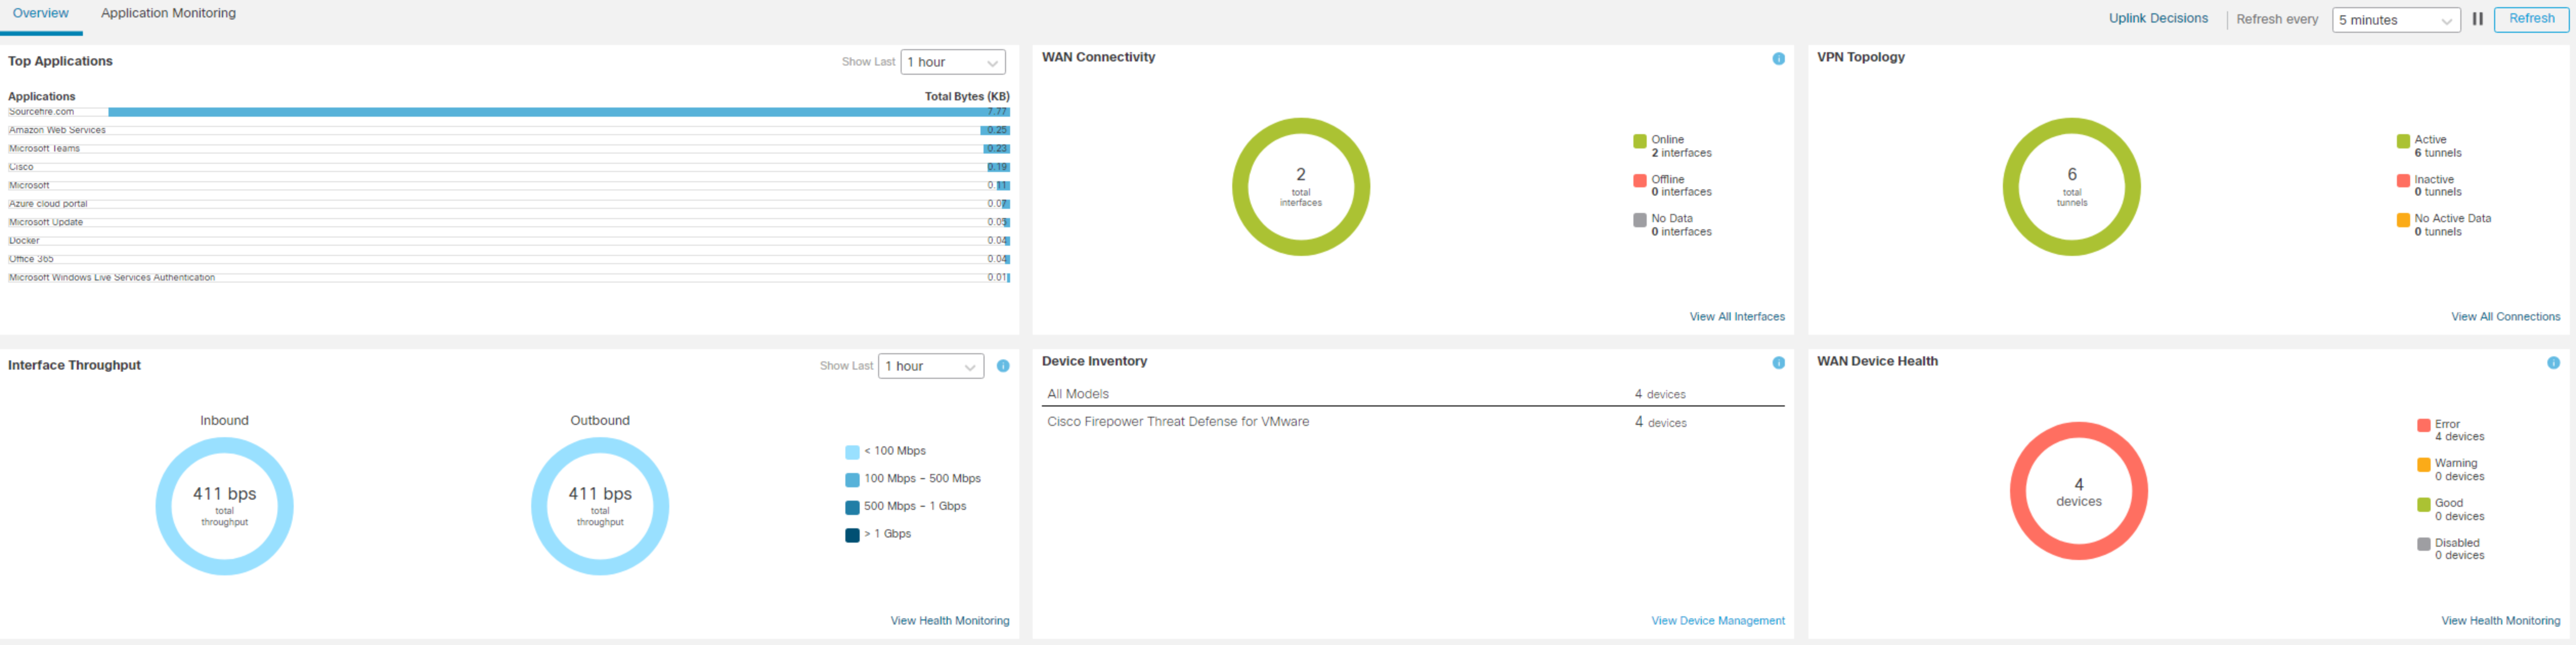 Overview Application Monitoring
Uplink Decisions Refresh every 5 minutes Refresh
Top Applications Show Last 1 hour
Applications Total Bytes (KB)
Sourcefire.com 7.77
Amazon Web Services 0.25
Microsoft Teams 0.23
Cisco 0.19
Microsoft 0.11
Azure cloud portal 0.07
Microsoft Update 0.05
Docker 0.04
Office 365 0.04
Microsoft Windows Live Services Authentication 0.01
WAN Connectivity
2
total
interfaces
Online
2 interfaces
Offline
0 interfaces
No Data
0 interfaces
View All Interfaces
VPN Topology
6
total
tunnels
Active
6 tunnels
Inactive
0 tunnels
No Active Data
0 tunnels
View All Connections
Interface Throughput Show Last 1 hour
Inbound
411 bps
total
throughput
Outbound
411 bps
total
throughput
< 100 Mbps
100 Mbps - 500 Mbps
500 Mbps - 1 Gbps
> 1 Gbps
View Health Monitoring
Device Inventory
All Models 4 devices
Cisco Firepower Threat Defense for VMware 4 devices
View Device Management
WAN Device Health
4
devices
Error
4 devices
Warning
0 devices
Good
0 devices
Disabled
0 devices
View Health Monitoring